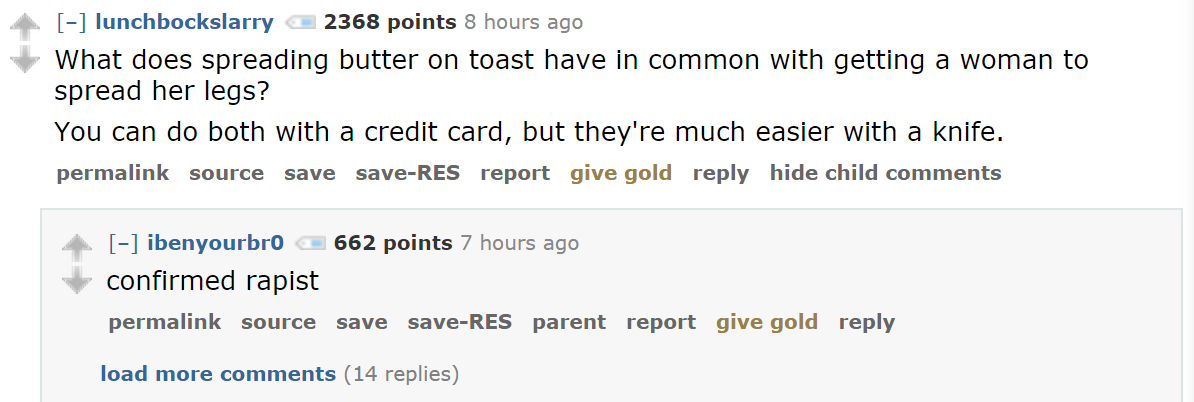 [–] lunchbockslarry 2368 points 8 hours ago
What does spreading butter on toast have in common with getting a woman to
spread her legs?
You can do both with a credit card, but they're much easier with a knife.
permalink source save save-RES report give gold reply hide child comments
[–] ibenyourbr0 662 points 7 hours ago
confirmed rapist
permalink source save save-RES parent report give gold reply
load more comments (14 replies)